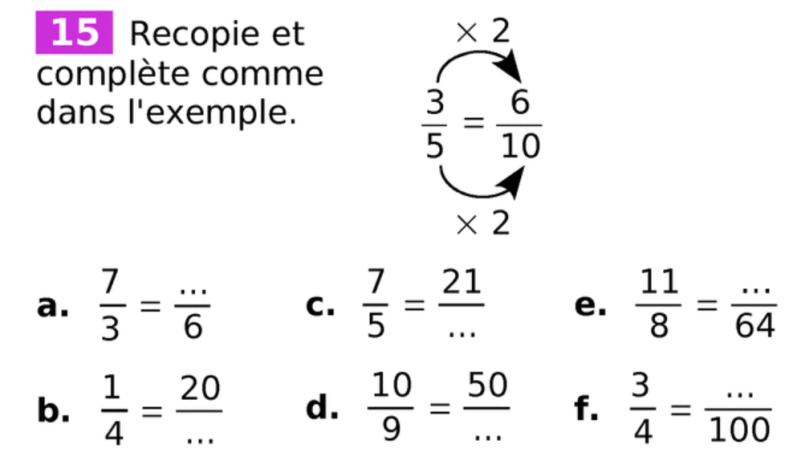 15 Recopie et
complète comme
dans l'exemple.
× 2
3/5 = 6/10
× 2
a. 7/3 = .../6
c. 7/5 = 21/...
e. 11/8 = .../64
b. 1/4 = 20/...
d. 10/9 = 50/...
f. 3/4 = .../100